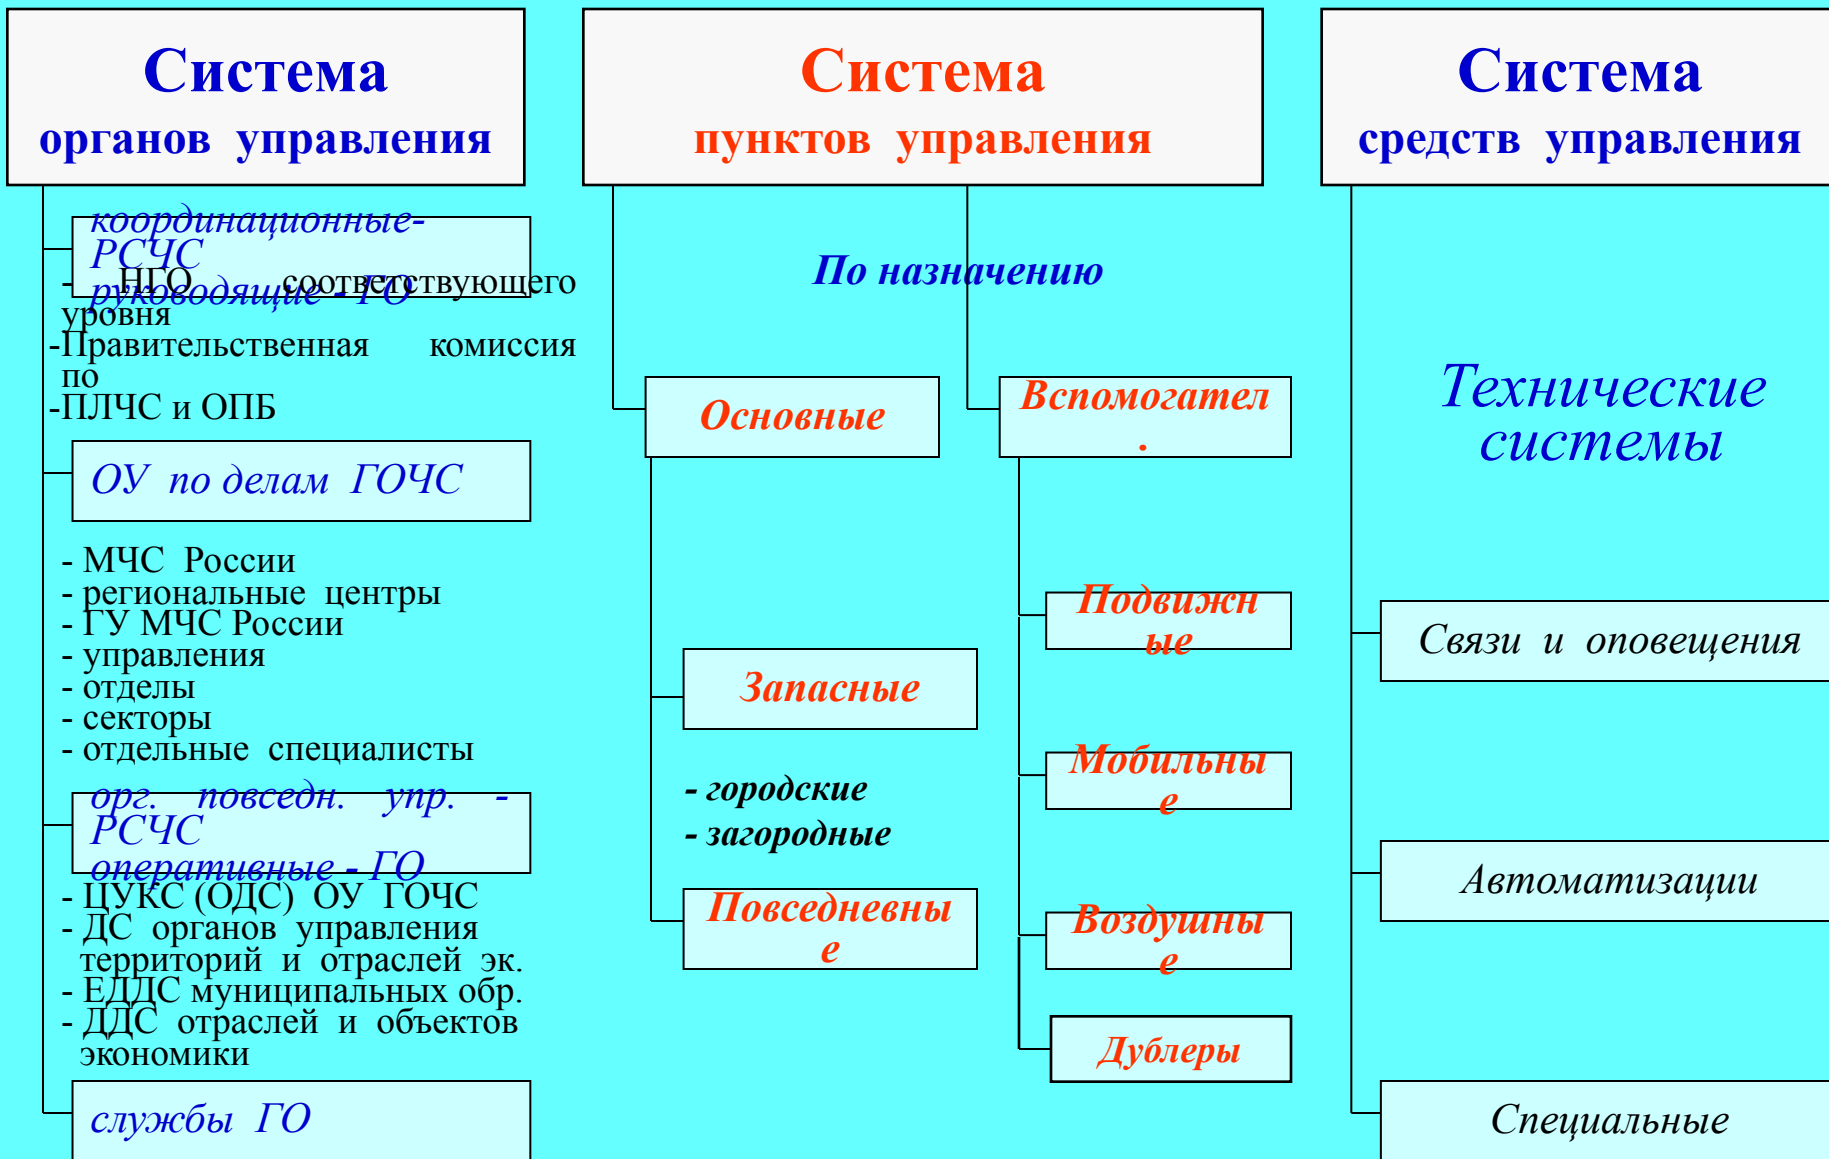 Система
органов управления
координационные-
РСЧС
руководящие - ГО
- НГО соответствующего
уровня
-Правительственная комиссия
по
-ПЛЧС и ОПБ
ОУ по делам ГОЧС
- МЧС России
- региональные центры
- ГУ МЧС России
- управления
- отделы
- секторы
- отдельные специалисты
орг. повседн. упр. -
РСЧС
оперативные - ГО
- ЦУКС (ОДС) ОУ ГОЧС
- ДС органов управления
территорий и отраслей эк.
- ЕДДС муниципальных обр.
- ДДС отраслей и объектов
экономики
службы ГО
Система
пунктов управления
По назначению
Основные
Запасные
- городские
- загородные
Повседневны
е
Вспомогател
.
Подвижн
ые
Мобильны
е
Воздушны
е
Дублеры
Система
средств управления
Технические
системы
Связи и оповещения
Автоматизации
Специальные